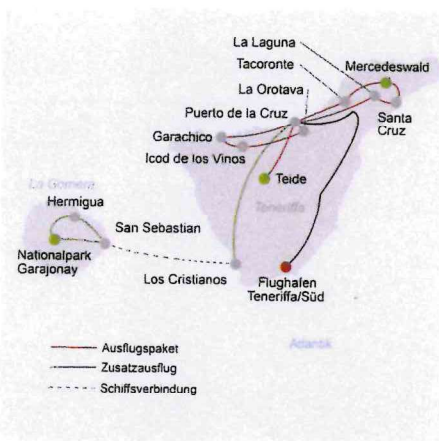 La Laguna
Tacoronte
Mercedeswald
La Orotava
Puerto de la Cruz
Santa
Cruz
Garachico
Icod de los Vinos
Teide
La Gomera
Teneriffa
Hermigua
San Sebastian
Nationalpark
Garajonay
Los Cristianos
Flughafen
Teneriffa/Süd
Atlantik
Ausflugspaket
Zusatzausflug
Schiffsverbindung